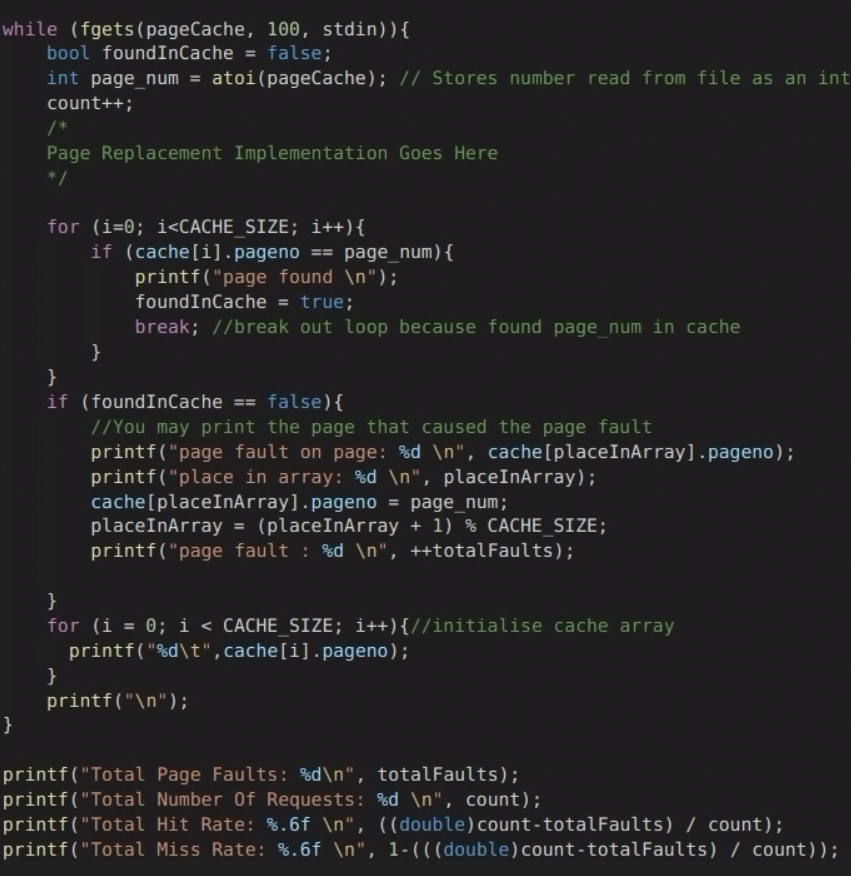 while (fgets(pageCache, 100, stdin)){
    bool foundInCache = false;
    int page_num = atoi(pageCache); // Stores number read from file as an int
    count++;
    /*
    Page Replacement Implementation Goes Here
    */

    for (i=0; i<CACHE_SIZE; i++){
        if (cache[i].pageno == page_num){
            printf("page found \n");
            foundInCache = true;
            break; //break out loop because found page_num in cache
        }
    }
    if (foundInCache == false){
        //You may print the page that caused the page fault
        printf("page fault on page: %d \n", cache[placeInArray].pageno);
        printf("place in array: %d \n", placeInArray);
        cache[placeInArray].pageno = page_num;
        placeInArray = (placeInArray + 1) % CACHE_SIZE;
        printf("page fault : %d \n", ++totalFaults);

    }
    for (i = 0; i < CACHE_SIZE; i++){//initialise cache array
      printf("%d\t",cache[i].pageno);
    }
    printf("\n");
}

printf("Total Page Faults: %d\n", totalFaults);
printf("Total Number Of Requests: %d \n", count);
printf("Total Hit Rate: %.6f \n", ((double)count-totalFaults) / count);
printf("Total Miss Rate: %.6f \n", 1-(((double)count-totalFaults) / count));